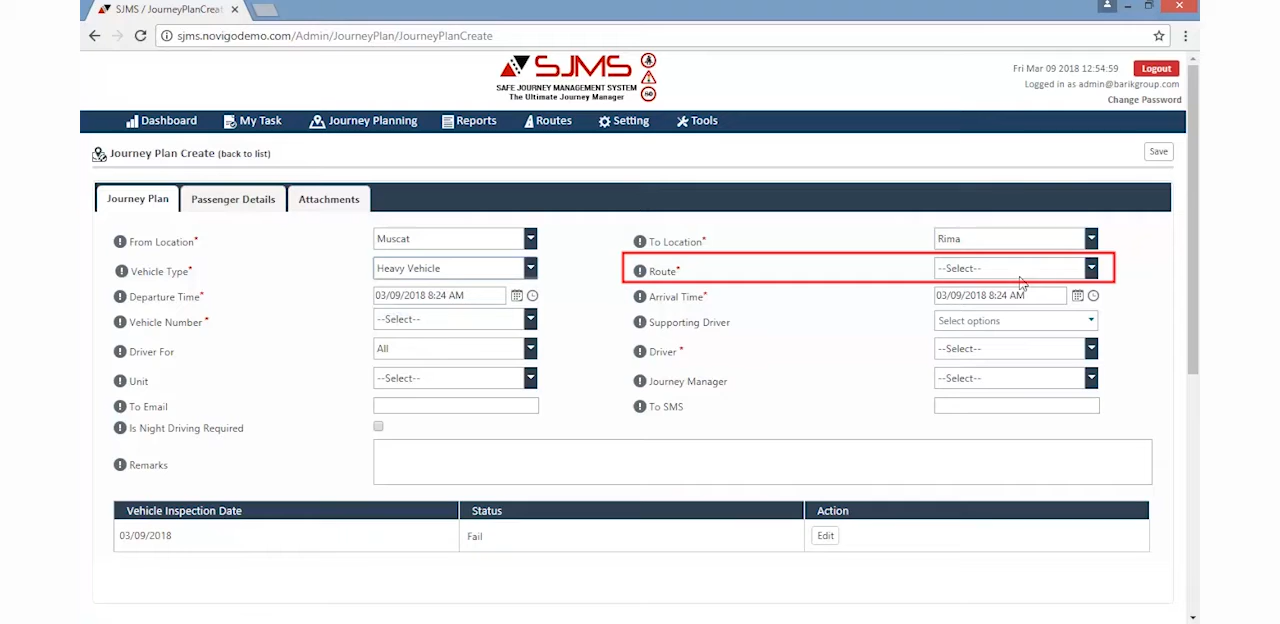 SJMS / JourneyPlanCreat
sjms.novigodemo.com/Admin/JourneyPlan/JourneyPlanCreate
SJMS
SAFE JOURNEY MANAGEMENT SYSTEM
The Ultimate Journey Manager
Fri Mar 09 2018 12:54:59 Logout
Logged in as admin@barikgroup.com
Change Password
Dashboard My Task Journey Planning Reports Routes Setting Tools
Journey Plan Create (back to list) Save
Journey Plan Passenger Details Attachments
From Location* Muscat To Location* Rima
Vehicle Type* Heavy Vehicle Route* --Select--
Departure Time* 03/09/2018 8:24 AM Arrival Time* 03/09/2018 8:24 AM
Vehicle Number * --Select-- Supporting Driver Select options
Driver For All Driver * --Select--
Unit --Select-- Journey Manager --Select--
To Email To SMS
Is Night Driving Required
Remarks
Vehicle Inspection Date Status Action
03/09/2018 Fail Edit